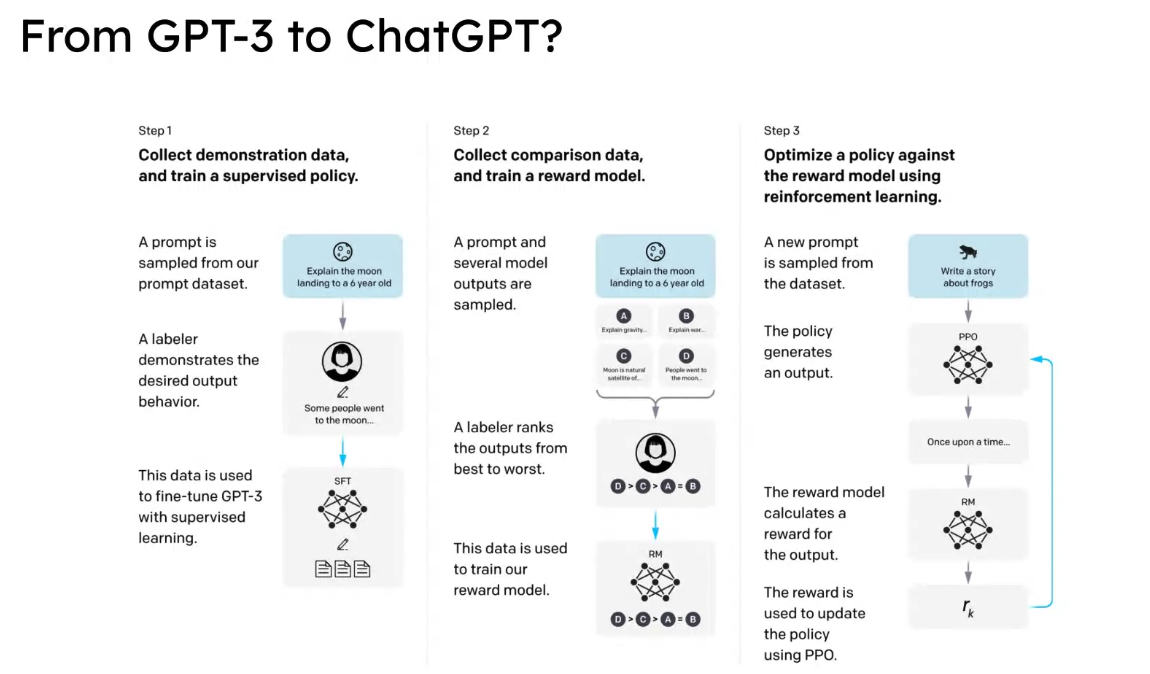 From GPT-3 to ChatGPT?
Step 1
Collect demonstration data,
and train a supervised policy.
A prompt is
sampled from our
prompt dataset.
Explain the moon
landing to a 6 year old
A labeler
demonstrates the
desired output
behavior.
Some people went
to the moon...
This data is used
to fine-tune GPT-3
with supervised
learning.
SFT
Step 2
Collect comparison data,
and train a reward model.
A prompt and
several model
outputs are
sampled.
Explain the moon
landing to a 6 year old
A
Explain gravity...
B
Explain war...
C
Moon is natural
satellite of...
D
People went to
the moon...
A labeler ranks
the outputs from
best to worst.
D > C > A = B
This data is used
to train our
reward model.
RM
D > C > A = B
Step 3
Optimize a policy against
the reward model using
reinforcement learning.
A new prompt
is sampled from
the dataset.
Write a story
about frogs
The policy
generates
an output.
PPO
Once upon a time...
The reward model
calculates a
reward for
the output.
RM
The reward is
used to update
the policy
using PPO.
rk